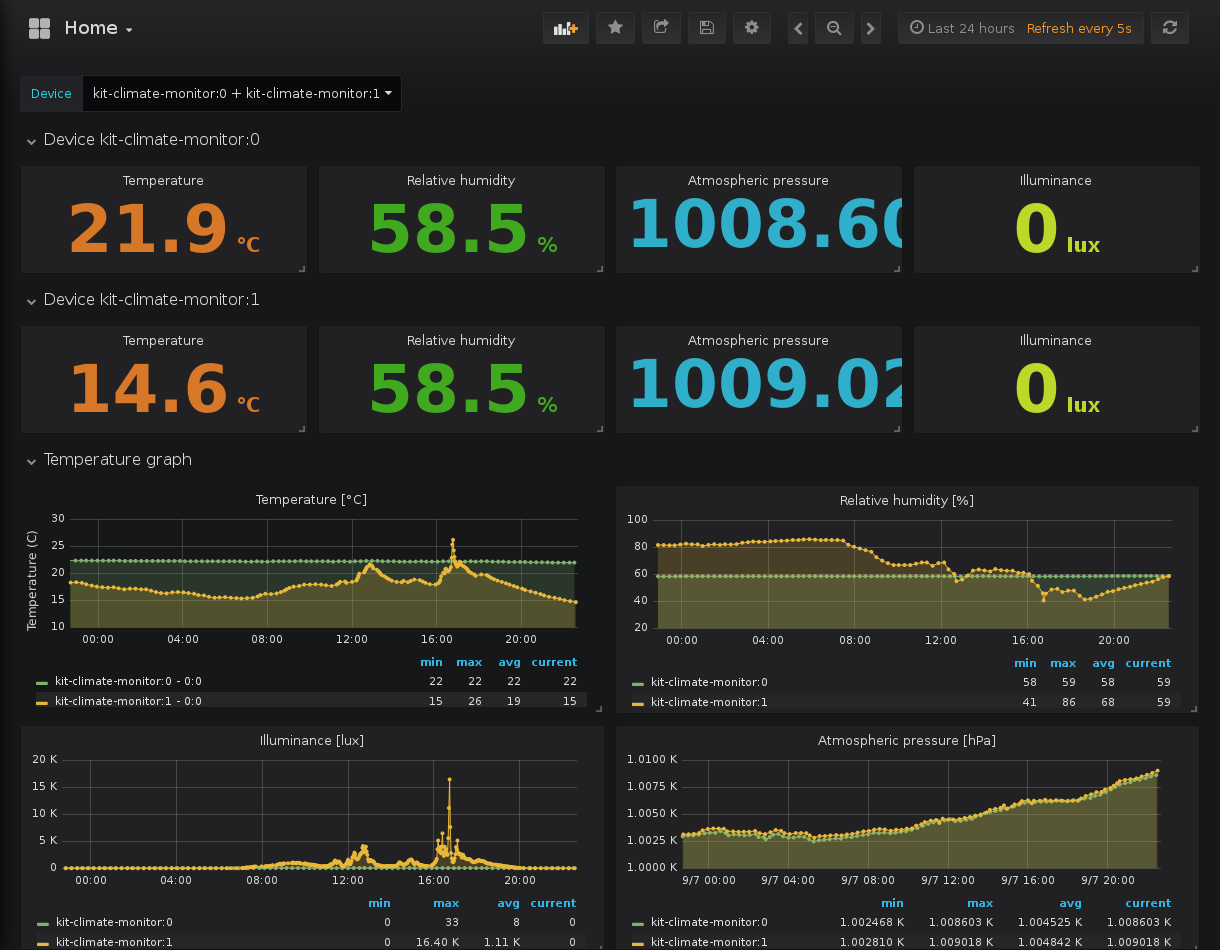 Home
Last 24 hours Refresh every 5s
Device kit-climate-monitor:0 + kit-climate-monitor:1
Device kit-climate-monitor:0
Temperature Relative humidity Atmospheric pressure Illuminance
21.9 °C 58.5 % 1008.60 0 lux
Device kit-climate-monitor:1
Temperature Relative humidity Atmospheric pressure Illuminance
14.6 °C 58.5 % 1009.02 0 lux
Temperature graph
Temperature [°C]
Temperature (C)
30
25
20
15
10
00:00 04:00 08:00 12:00 16:00 20:00
min max avg current
kit-climate-monitor:0 - 0:0 22 22 22 22
kit-climate-monitor:1 - 0:0 15 26 19 15
Relative humidity [%]
100
80
60
40
20
00:00 04:00 08:00 12:00 16:00 20:00
min max avg current
kit-climate-monitor:0 58 59 58 59
kit-climate-monitor:1 41 86 68 59
Illuminance [lux]
20 K
15 K
10 K
5 K
0
00:00 04:00 08:00 12:00 16:00 20:00
min max avg current
kit-climate-monitor:0 0 33 8 0
kit-climate-monitor:1 0 16.40 K 1.11 K 0
Atmospheric pressure [hPa]
1.0100 K
1.0075 K
1.0050 K
1.0025 K
1.0000 K
9/7 00:00 9/7 04:00 9/7 08:00 9/7 12:00 9/7 16:00 9/7 20:00
min max avg current
kit-climate-monitor:0 1.002468 K 1.008603 K 1.004525 K 1.008603 K
kit-climate-monitor:1 1.002810 K 1.009018 K 1.004842 K 1.009018 K